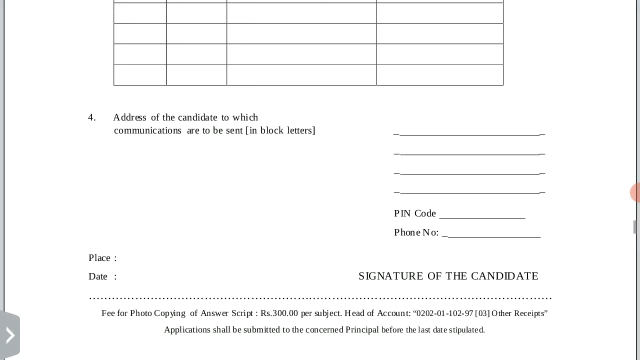 4. Address of the candidate to which
communications are to be sent [in block letters]
PIN Code
Phone No:
Place :
Date :
SIGNATURE OF THE CANDIDATE
Fee for Photo Copying of Answer Script : Rs.300.00 per subject. Head of Account: “0202-01-102-97 [03] Other Receipts”
Applications shall be submitted to the concerned Principal before the last date stipulated.